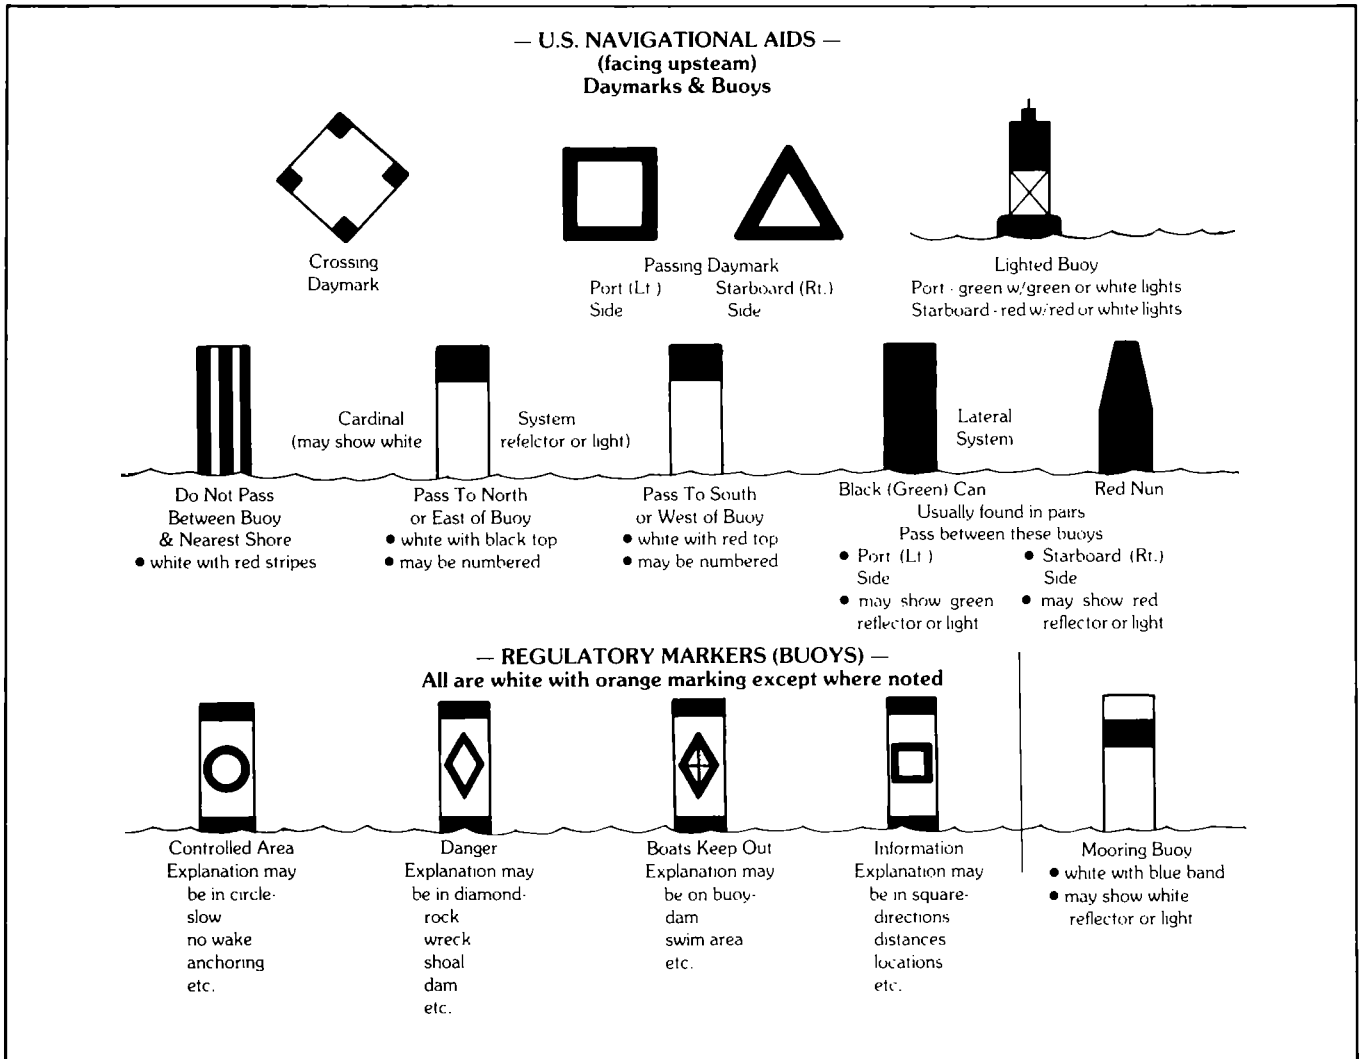 — U.S. NAVIGATIONAL AIDS —
(facing upsteam)
Daymarks & Buoys
Crossing
Daymark
Passing Daymark
Port (Lt.)
Side
Starboard (Rt.)
Side
Lighted Buoy
Port - green w/green or white lights
Starboard - red w/red or white lights
Cardinal
(may show white
System
refelctor or light)
Lateral
System
Do Not Pass
Between Buoy
& Nearest Shore
● white with red stripes
Pass To North
or East of Buoy
● white with black top
● may be numbered
Pass To South
or West of Buoy
● white with red top
● may be numbered
Black (Green) Can
Red Nun
Usually found in pairs
Pass between these buoys
● Port (Lt.)
Side
● may show green
reflector or light
● Starboard (Rt.)
Side
● may show red
reflector or light
— REGULATORY MARKERS (BUOYS) —
All are white with orange marking except where noted
Controlled Area
Explanation may
be in circle-
slow
no wake
anchoring
etc.
Danger
Explanation may
be in diamond-
rock
wreck
shoal
dam
etc.
Boats Keep Out
Explanation may
be on buoy-
dam
swim area
etc.
Information
Explanation may
be in square-
directions
distances
locations
etc.
Mooring Buoy
● white with blue band
● may show white
reflector or light